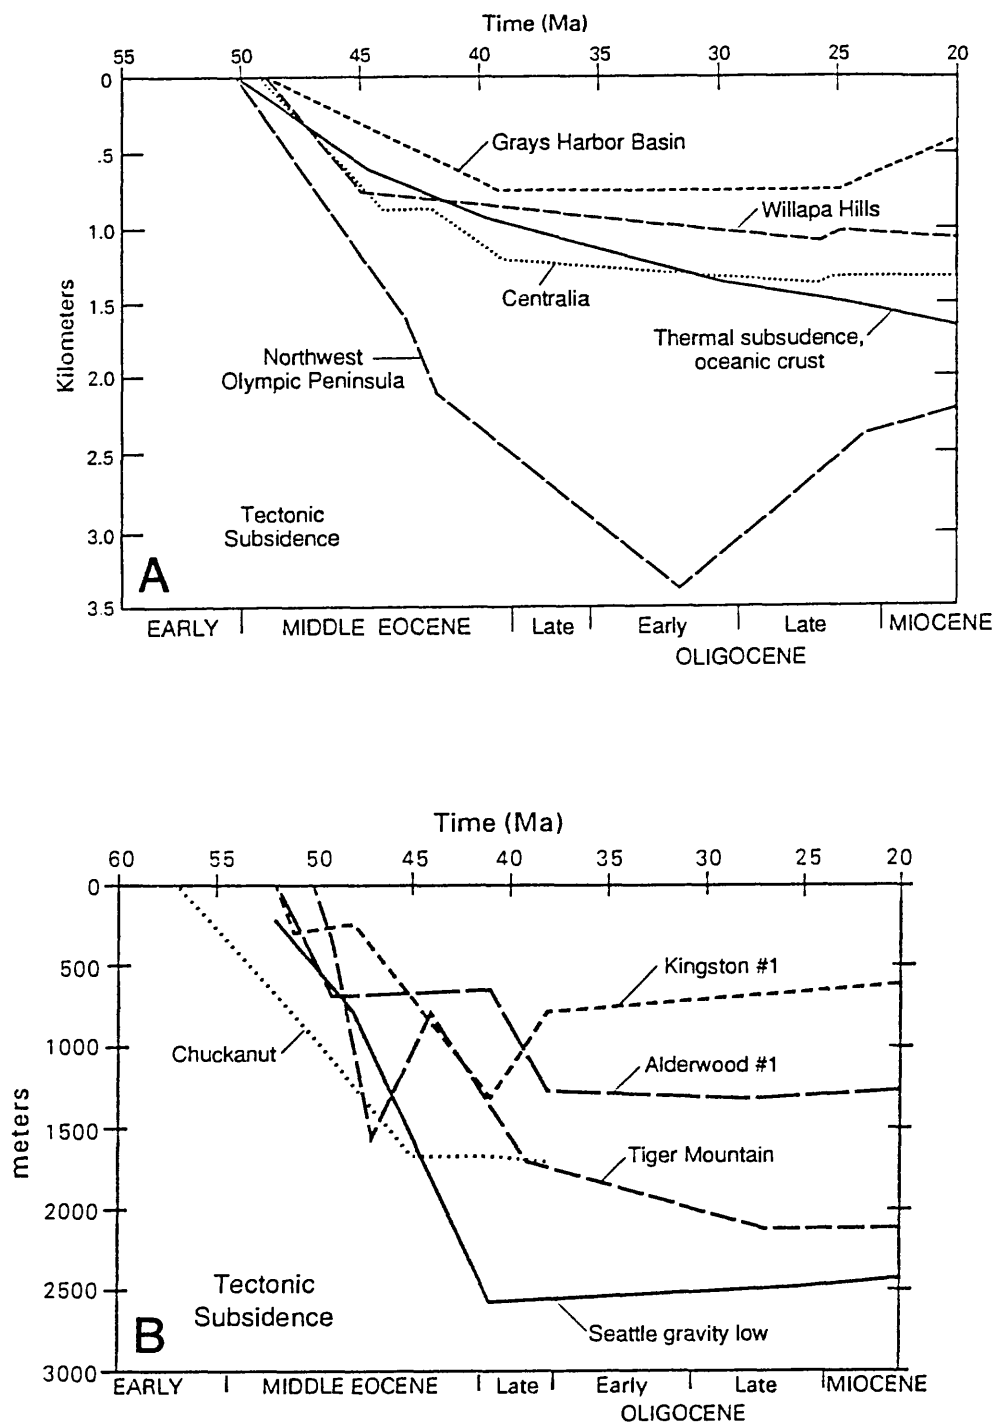 Time (Ma)
55 50 45 40 35 30 25 20
0
.5
1.0
1.5
2.0
2.5
3.0
3.5
Kilometers
Grays Harbor Basin
Willapa Hills
Centralia
Thermal subsudence,
oceanic crust
Northwest
Olympic Peninsula
Tectonic
Subsidence
A
EARLY MIDDLE EOCENE Late Early Late MIOCENE
OLIGOCENE
Time (Ma)
60 55 50 45 40 35 30 25 20
0
500
1000
1500
2000
2500
3000
meters
Kingston #1
Chuckanut
Alderwood #1
Tiger Mountain
Tectonic
Subsidence
B
Seattle gravity low
EARLY MIDDLE EOCENE Late Early Late MIOCENE
OLIGOCENE